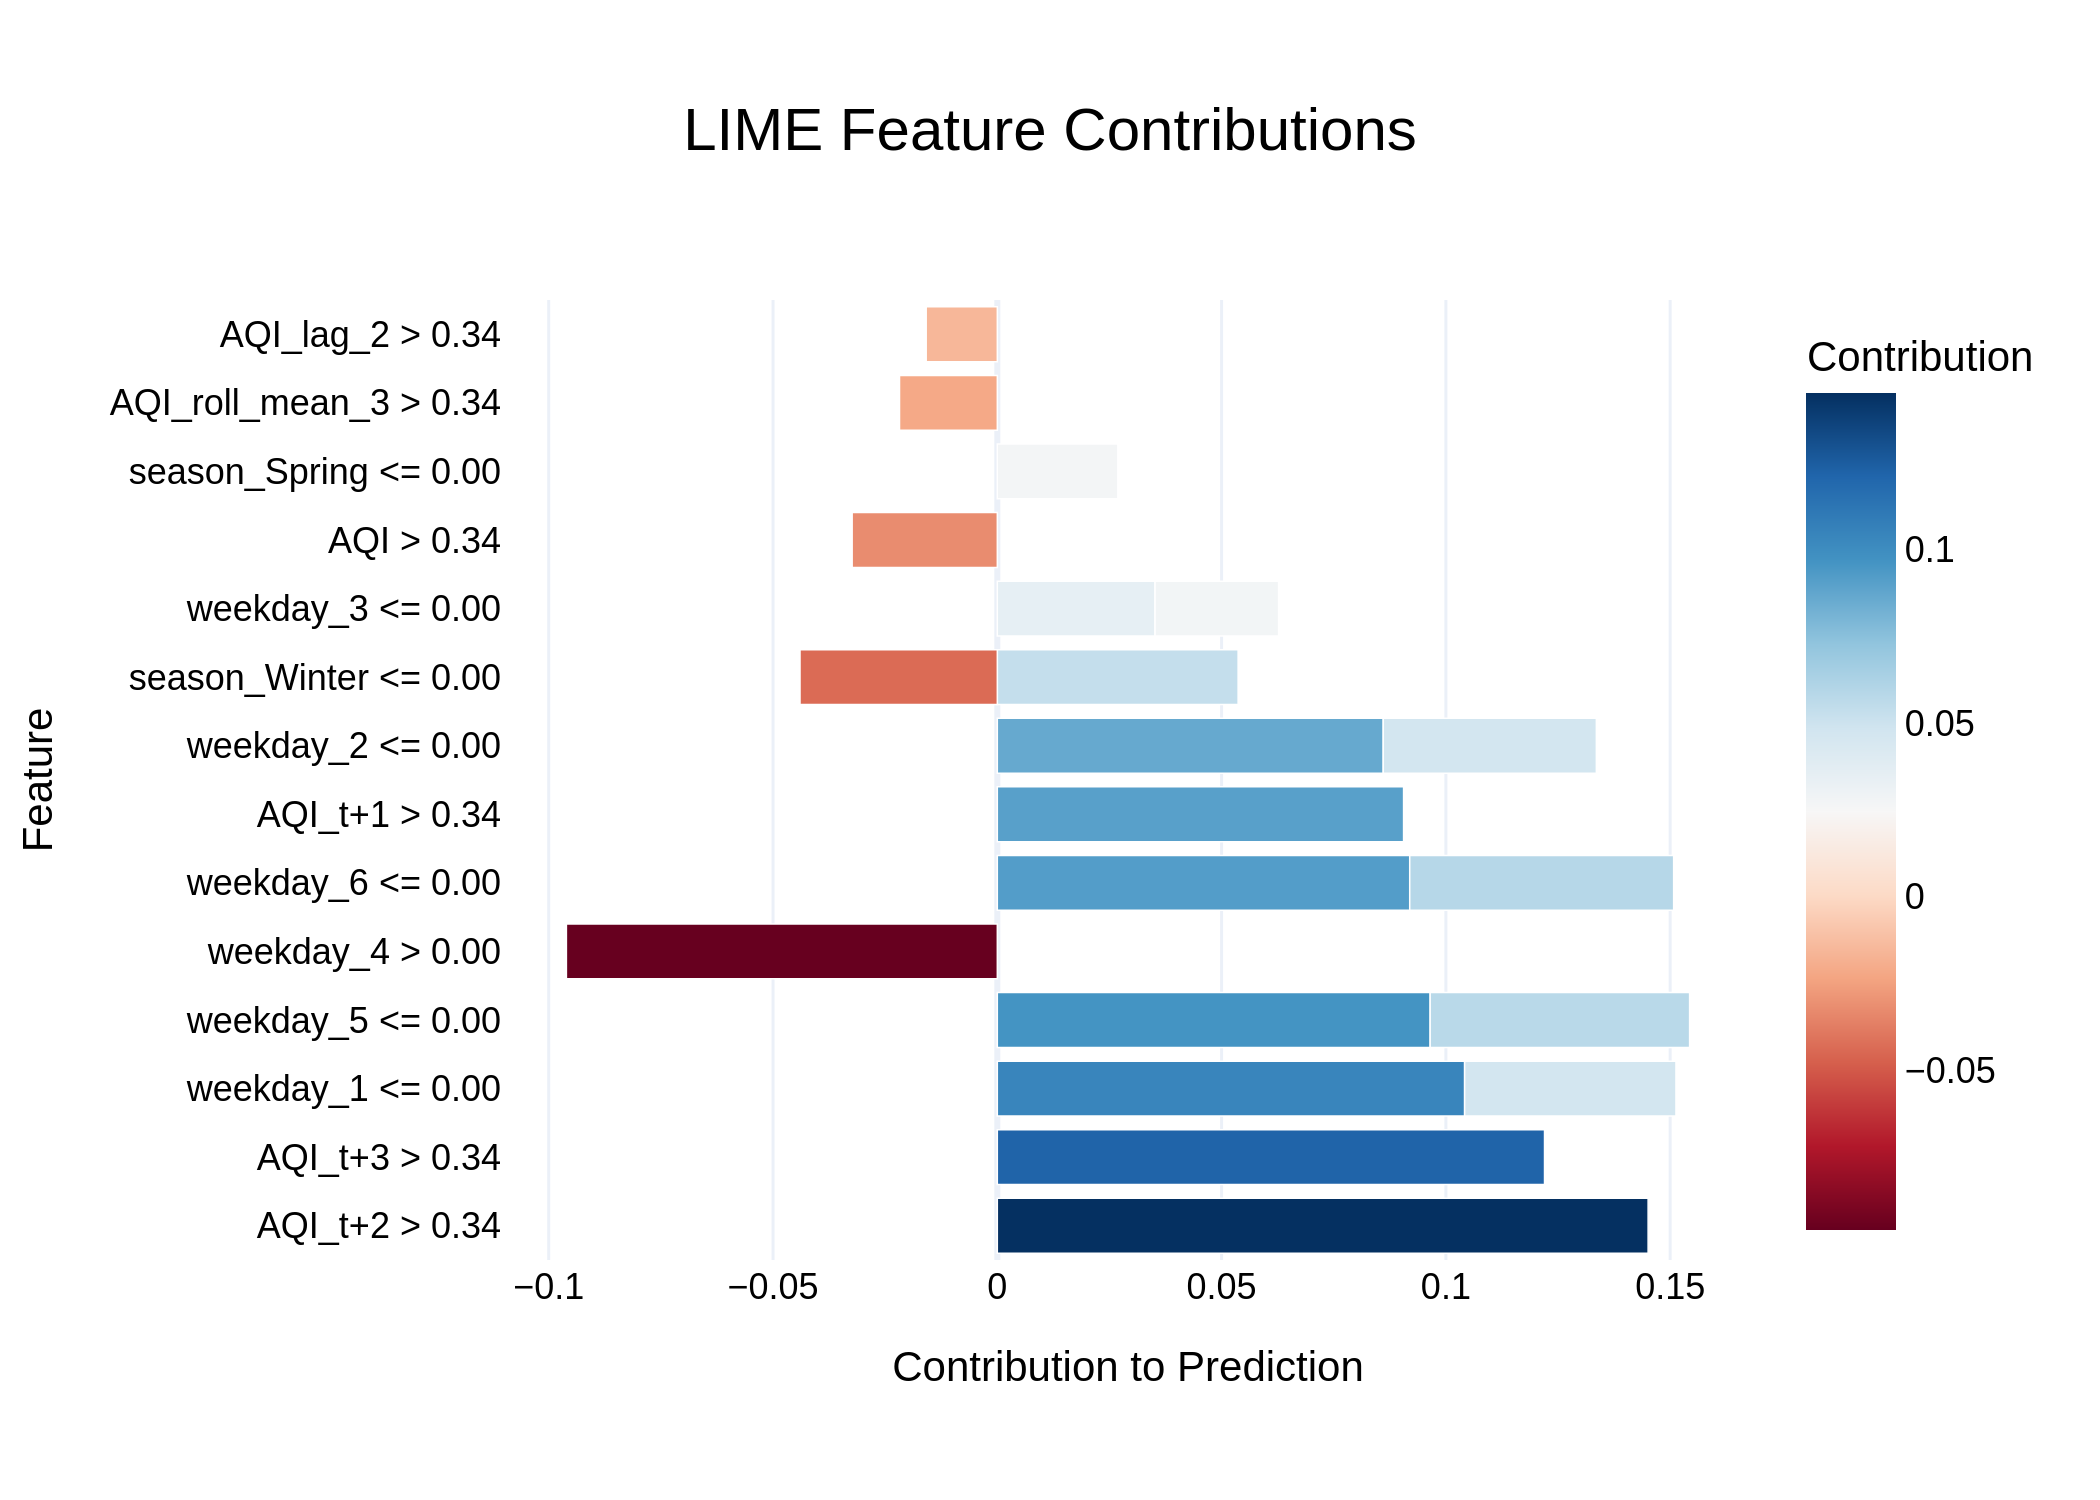 LIME Feature Contributions
Contribution
AQI_lag_2 > 0.34
AQI_roll_mean_3 > 0.34
season_Spring <= 0.00
AQI > 0.34
weekday_3 <= 0.00
season_Winter <= 0.00
weekday_2 <= 0.00
AQI_t+1 > 0.34
weekday_6 <= 0.00
weekday_4 > 0.00
weekday_5 <= 0.00
weekday_1 <= 0.00
AQI_t+3 > 0.34
AQI_t+2 > 0.34
Feature
0.1
0.05
0
−0.05
−0.1
−0.05
0
0.05
0.1
0.15
Contribution to Prediction